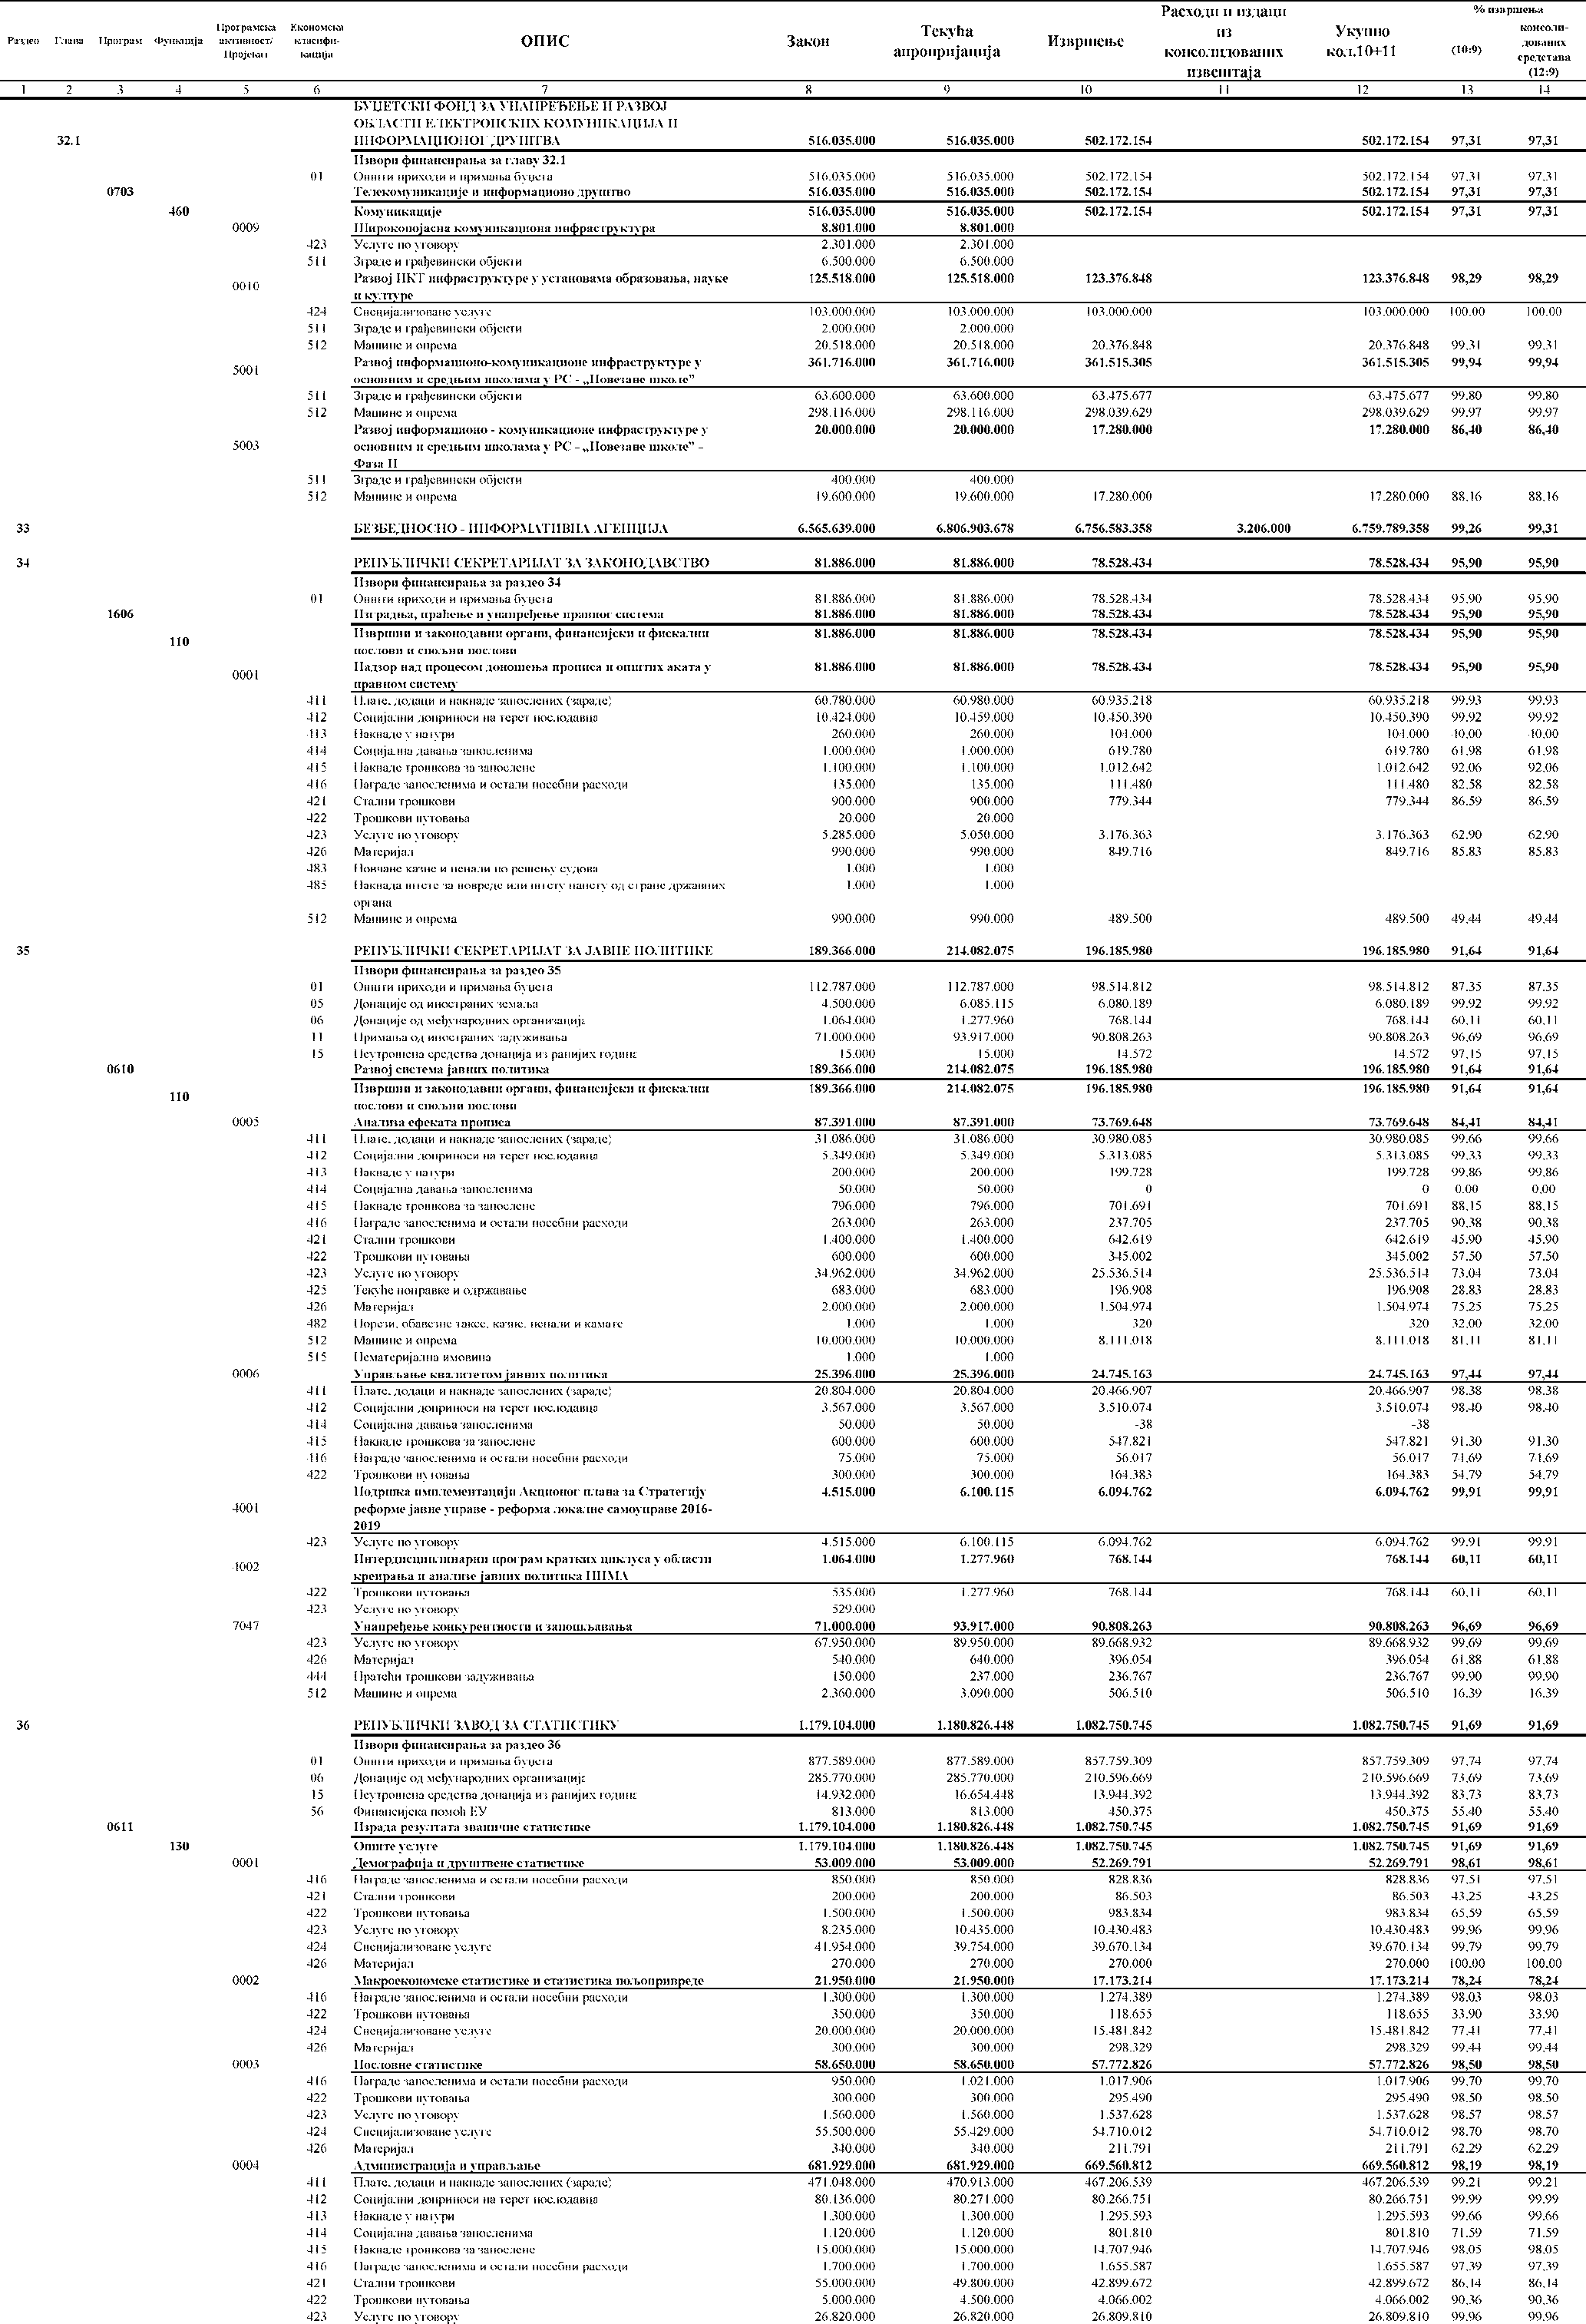 Раздео Глава Програм Функција Програмска активност/ Пројекат Економска класифи- кација ОПИС Закон Текућа апропријација Извршење Расходи и издаци из консолидованих извештаја Укупно кол.10+11 % извршења (10:9) консоли- дованих средстава (12:9)
1 2 3 4 5 6 7 8 9 10 11 12 13 14
БУЏЕТСКИ ФОНД ЗА УНАПРЕЂЕЊЕ И РАЗВОЈ
ОБЛАСТИ ЕЛЕКТРОНСКИХ КОМУНИКАЦИЈА И
32.1 ИНФОРМАЦИОНОГ ДРУШТВА 516.035.000 516.035.000 502.172.154 502.172.154 97,31 97,31
Извори финансирања за главу 32.1
01 Општи приходи и примања буџета 516.035.000 516.035.000 502.172.154 502.172.154 97,31 97,31
0703 Телекомуникације и информационо друштво 516.035.000 516.035.000 502.172.154 502.172.154 97,31 97,31
460 Комуникације 516.035.000 516.035.000 502.172.154 502.172.154 97,31 97,31
0009 Широкопојасна комуникациона инфраструктура 8.801.000 8.801.000
423 Услуге по уговору 2.301.000 2.301.000
511 Зграде и грађевински објекти 6.500.000 6.500.000
0010 Развој ИКТ инфраструктуре у установама образовања, науке 125.518.000 125.518.000 123.376.848 123.376.848 98,29 98,29
и културе
424 Специјализоване услуге 103.000.000 103.000.000 103.000.000 103.000.000 100,00 100,00
511 Зграде и грађевински објекти 2.000.000 2.000.000
512 Машине и опрема 20.518.000 20.518.000 20.376.848 20.376.848 99,31 99,31
5001 Развој информационо-комуникационе инфраструктуре у 361.716.000 361.716.000 361.515.305 361.515.305 99,94 99,94
основним и средњим школама у РС - „Повезане школе”
511 Зграде и грађевински објекти 63.600.000 63.600.000 63.475.677 63.475.677 99,80 99,80
512 Машине и опрема 298.116.000 298.116.000 298.039.629 298.039.629 99,97 99,97
Развој информационо - комуникационе инфраструктуре у 20.000.000 20.000.000 17.280.000 17.280.000 86,40 86,40
5003 основним и средњим школама у РС - „Повезане школе” -
Фаза II
511 Зграде и грађевински објекти 400.000 400.000
512 Машине и опрема 19.600.000 19.600.000 17.280.000 17.280.000 88,16 88,16
33 БЕЗБЕДНОСНО - ИНФОРМАТИВНА АГЕНЦИЈА 6.565.639.000 6.806.903.678 6.756.583.358 3.206.000 6.759.789.358 99,26 99,31
34 РЕПУБЛИЧКИ СЕКРЕТАРИЈАТ ЗА ЗАКОНОДАВСТВО 81.886.000 81.886.000 78.528.434 78.528.434 95,90 95,90
Извори финансирања за раздео 34
01 Општи приходи и примања буџета 81.886.000 81.886.000 78.528.434 78.528.434 95,90 95,90
1606 Изградња, праћење и унапређење правног система 81.886.000 81.886.000 78.528.434 78.528.434 95,90 95,90
110 Извршни и законодавни органи, финансијски и фискални 81.886.000 81.886.000 78.528.434 78.528.434 95,90 95,90
послови и спољни послови
0001 Надзор над процесом доношења прописа и општих аката у 81.886.000 81.886.000 78.528.434 78.528.434 95,90 95,90
правном систему
411 Плате, додаци и накнаде запослених (зараде) 60.780.000 60.980.000 60.935.218 60.935.218 99,93 99,93
412 Социјални доприноси на терет послодавца 10.424.000 10.459.000 10.450.390 10.450.390 99,92 99,92
413 Накнаде у натури 260.000 260.000 104.000 104.000 40,00 40,00
414 Социјална давања запосленима 1.000.000 1.000.000 619.780 619.780 61,98 61,98
415 Накнаде трошкова за запослене 1.100.000 1.100.000 1.012.642 1.012.642 92,06 92,06
416 Награде запосленима и остали посебни расходи 135.000 135.000 111.480 111.480 82,58 82,58
421 Стални трошкови 900.000 900.000 779.344 779.344 86,59 86,59
422 Трошкови путовања 20.000 20.000
423 Услуге по уговору 5.285.000 5.050.000 3.176.363 3.176.363 62,90 62,90
426 Материјал 990.000 990.000 849.716 849.716 85,83 85,83
483 Новчане казне и пенали по решењу судова 1.000 1.000
485 Накнада штете за повреде или штету нанету од стране државних 1.000 1.000
органа
512 Машине и опрема 990.000 990.000 489.500 489.500 49,44 49,44
35 РЕПУБЛИЧКИ СЕКРЕТАРИЈАТ ЗА ЈАВНЕ ПОЛИТИКЕ 189.366.000 214.082.075 196.185.980 196.185.980 91,64 91,64
Извори финансирања за раздео 35
01 Општи приходи и примања буџета 112.787.000 112.787.000 98.514.812 98.514.812 87,35 87,35
05 Донације од иностраних земаља 4.500.000 6.085.115 6.080.189 6.080.189 99,92 99,92
06 Донације од међународних организација 1.064.000 1.277.960 768.144 768.144 60,11 60,11
11 Примања од иностраних задуживања 71.000.000 93.917.000 90.808.263 90.808.263 96,69 96,69
15 Неутрошена средства донација из ранијих година 15.000 15.000 14.572 14.572 97,15 97,15
0610 Развој система јавних политика 189.366.000 214.082.075 196.185.980 196.185.980 91,64 91,64
110 Извршни и законодавни органи, финансијски и фискални 189.366.000 214.082.075 196.185.980 196.185.980 91,64 91,64
послови и спољни послови
0005 Анализа ефеката прописа 87.391.000 87.391.000 73.769.648 73.769.648 84,41 84,41
411 Плате, додаци и накнаде запослених (зараде) 31.086.000 31.086.000 30.980.085 30.980.085 99,66 99,66
412 Социјални доприноси на терет послодавца 5.349.000 5.349.000 5.313.085 5.313.085 99,33 99,33
413 Накнаде у натури 200.000 200.000 199.728 199.728 99,86 99,86
414 Социјална давања запосленима 50.000 50.000 0 0 0,00 0,00
415 Накнаде трошкова за запослене 796.000 796.000 701.691 701.691 88,15 88,15
416 Награде запосленима и остали посебни расходи 263.000 263.000 237.705 237.705 90,38 90,38
421 Стални трошкови 1.400.000 1.400.000 642.619 642.619 45,90 45,90
422 Трошкови путовања 600.000 600.000 345.002 345.002 57,50 57,50
423 Услуге по уговору 34.962.000 34.962.000 25.536.514 25.536.514 73,04 73,04
425 Текуће поправке и одржавање 683.000 683.000 196.908 196.908 28,83 28,83
426 Материјал 2.000.000 2.000.000 1.504.974 1.504.974 75,25 75,25
482 Порези, обавезне таксе, казне, пенали и камате 1.000 1.000 320 320 32,00 32,00
512 Машине и опрема 10.000.000 10.000.000 8.111.018 8.111.018 81,11 81,11
515 Нематеријална имовина 1.000 1.000
0006 Управљање квалитетом јавних политика 25.396.000 25.396.000 24.745.163 24.745.163 97,44 97,44
411 Плате, додаци и накнаде запослених (зараде) 20.804.000 20.804.000 20.466.907 20.466.907 98,38 98,38
412 Социјални доприноси на терет послодавца 3.567.000 3.567.000 3.510.074 3.510.074 98,40 98,40
414 Социјална давања запосленима 50.000 50.000 -38 -38
415 Накнаде трошкова за запослене 600.000 600.000 547.821 547.821 91,30 91,30
416 Награде запосленима и остали посебни расходи 75.000 75.000 56.017 56.017 74,69 74,69
422 Трошкови путовања 300.000 300.000 164.383 164.383 54,79 54,79
Подршка имплементацији Акционог плана за Стратегију 4.515.000 6.100.115 6.094.762 6.094.762 99,91 99,91
4001 реформе јавне управе - реформа локалне самоуправе 2016-
2019
423 Услуге по уговору 4.515.000 6.100.115 6.094.762 6.094.762 99,91 99,91
4002 Интердисциплинарни програм кратких циклуса у области 1.064.000 1.277.960 768.144 768.144 60,11 60,11
креирања и анализе јавних политика ППМА
422 Трошкови путовања 535.000 1.277.960 768.144 768.144 60,11 60,11
423 Услуге по уговору 529.000
7047 Унапређење конкурентности и запошљавања 71.000.000 93.917.000 90.808.263 90.808.263 96,69 96,69
423 Услуге по уговору 67.950.000 89.950.000 89.668.932 89.668.932 99,69 99,69
426 Материјал 540.000 640.000 396.054 396.054 61,88 61,88
444 Пратећи трошкови задуживања 150.000 237.000 236.767 236.767 99,90 99,90
512 Машине и опрема 2.360.000 3.090.000 506.510 506.510 16,39 16,39
36 РЕПУБЛИЧКИ ЗАВОД ЗА СТАТИСТИКУ 1.179.104.000 1.180.826.448 1.082.750.745 1.082.750.745 91,69 91,69
Извори финансирања за раздео 36
01 Општи приходи и примања буџета 877.589.000 877.589.000 857.759.309 857.759.309 97,74 97,74
06 Донације од међународних организација 285.770.000 285.770.000 210.596.669 210.596.669 73,69 73,69
15 Неутрошена средства донација из ранијих година 14.932.000 16.654.448 13.944.392 13.944.392 83,73 83,73
56 Финансијска помоћ ЕУ 813.000 813.000 450.375 450.375 55,40 55,40
0611 Израда резултата званичне статистике 1.179.104.000 1.180.826.448 1.082.750.745 1.082.750.745 91,69 91,69
130 Опште услуге 1.179.104.000 1.180.826.448 1.082.750.745 1.082.750.745 91,69 91,69
0001 Демографија и друштвене статистике 53.009.000 53.009.000 52.269.791 52.269.791 98,61 98,61
416 Награде запосленима и остали посебни расходи 850.000 850.000 828.836 828.836 97,51 97,51
421 Стални трошкови 200.000 200.000 86.503 86.503 43,25 43,25
422 Трошкови путовања 1.500.000 1.500.000 983.834 983.834 65,59 65,59
423 Услуге по уговору 8.235.000 10.435.000 10.430.483 10.430.483 99,96 99,96
424 Специјализоване услуге 41.954.000 39.754.000 39.670.134 39.670.134 99,79 99,79
426 Материјал 270.000 270.000 270.000 270.000 100,00 100,00
0002 Макроекономске статистике и статистика пољопривреде 21.950.000 21.950.000 17.173.214 17.173.214 78,24 78,24
416 Награде запосленима и остали посебни расходи 1.300.000 1.300.000 1.274.389 1.274.389 98,03 98,03
422 Трошкови путовања 350.000 350.000 118.655 118.655 33,90 33,90
424 Специјализоване услуге 20.000.000 20.000.000 15.481.842 15.481.842 77,41 77,41
426 Материјал 300.000 300.000 298.329 298.329 99,44 99,44
0003 Пословне статистике 58.650.000 58.650.000 57.772.826 57.772.826 98,50 98,50
416 Награде запосленима и остали посебни расходи 950.000 1.021.000 1.017.906 1.017.906 99,70 99,70
422 Трошкови путовања 300.000 300.000 295.490 295.490 98,50 98,50
423 Услуге по уговору 1.560.000 1.560.000 1.537.628 1.537.628 98,57 98,57
424 Специјализоване услуге 55.500.000 55.429.000 54.710.012 54.710.012 98,70 98,70
426 Материјал 340.000 340.000 211.791 211.791 62,29 62,29
0004 Администрација и управљање 681.929.000 681.929.000 669.560.812 669.560.812 98,19 98,19
411 Плате, додаци и накнаде запослених (зараде) 471.048.000 470.913.000 467.206.539 467.206.539 99,21 99,21
412 Социјални доприноси на терет послодавца 80.136.000 80.271.000 80.266.751 80.266.751 99,99 99,99
413 Накнаде у натури 1.300.000 1.300.000 1.295.593 1.295.593 99,66 99,66
414 Социјална давања запосленима 1.120.000 1.120.000 801.810 801.810 71,59 71,59
415 Накнаде трошкова за запослене 15.000.000 15.000.000 14.707.946 14.707.946 98,05 98,05
416 Награде запосленима и остали посебни расходи 1.700.000 1.700.000 1.655.587 1.655.587 97,39 97,39
421 Стални трошкови 55.000.000 49.800.000 42.899.672 42.899.672 86,14 86,14
422 Трошкови путовања 5.000.000 4.500.000 4.066.002 4.066.002 90,36 90,36
423 Услуге по уговору 26.820.000 26.820.000 26.809.810 26.809.810 99,96 99,96